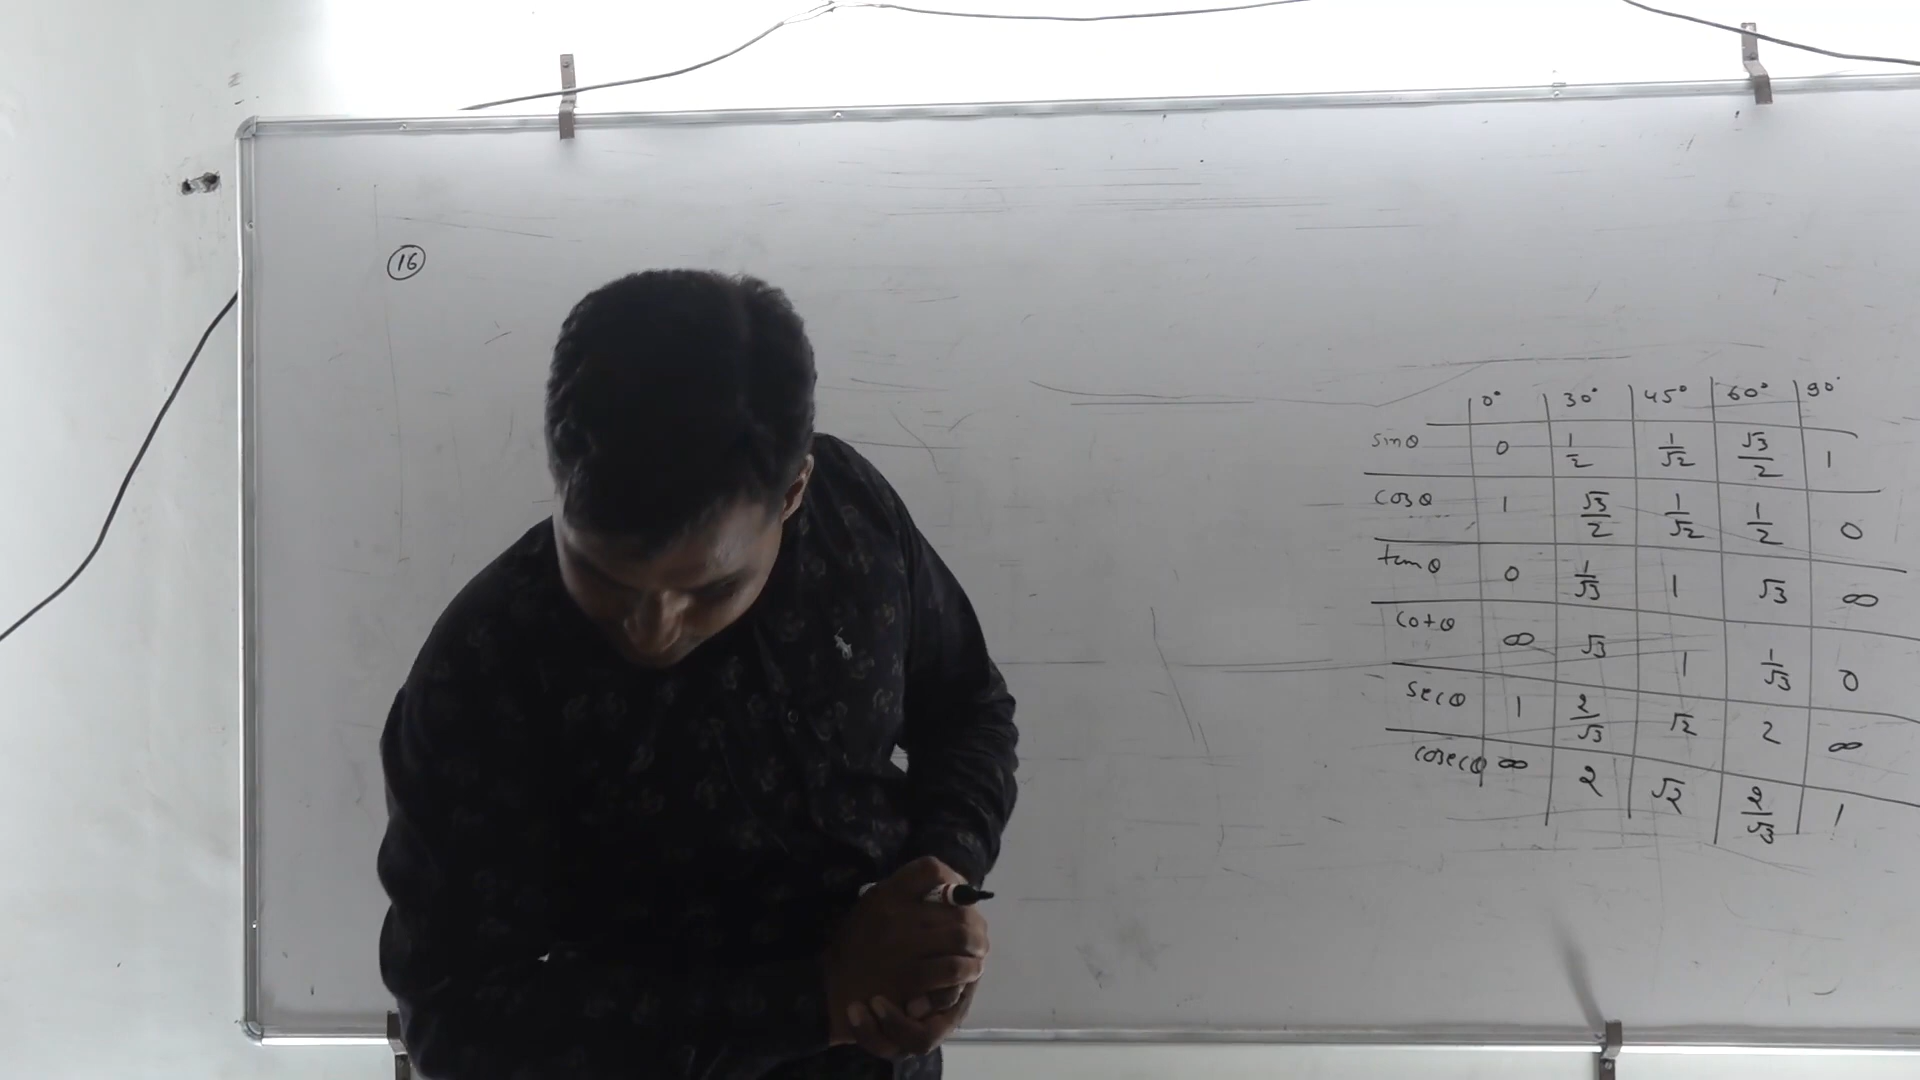 16
0° 30° 45° 60° 90°
sinθ 0 1/2 1/√2 √3/2 1
cosθ 1 √3/2 1/√2 1/2 0
tanθ 0 1/√3 1 √3 ∞
cotθ ∞ √3 1 1/√3 0
secθ 1 2/√3 √2 2 ∞
cosecθ ∞ 2 √2 2/√3 1